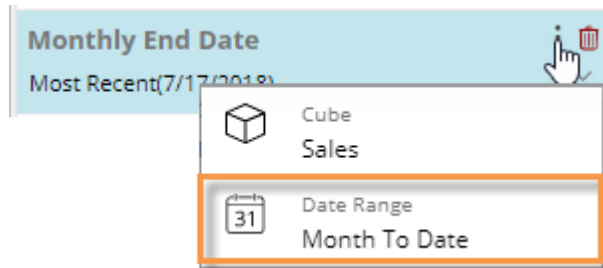 Monthly End Date
Most Recent(7/17/2018)
Cube
Sales
31
Date Range
Month To Date